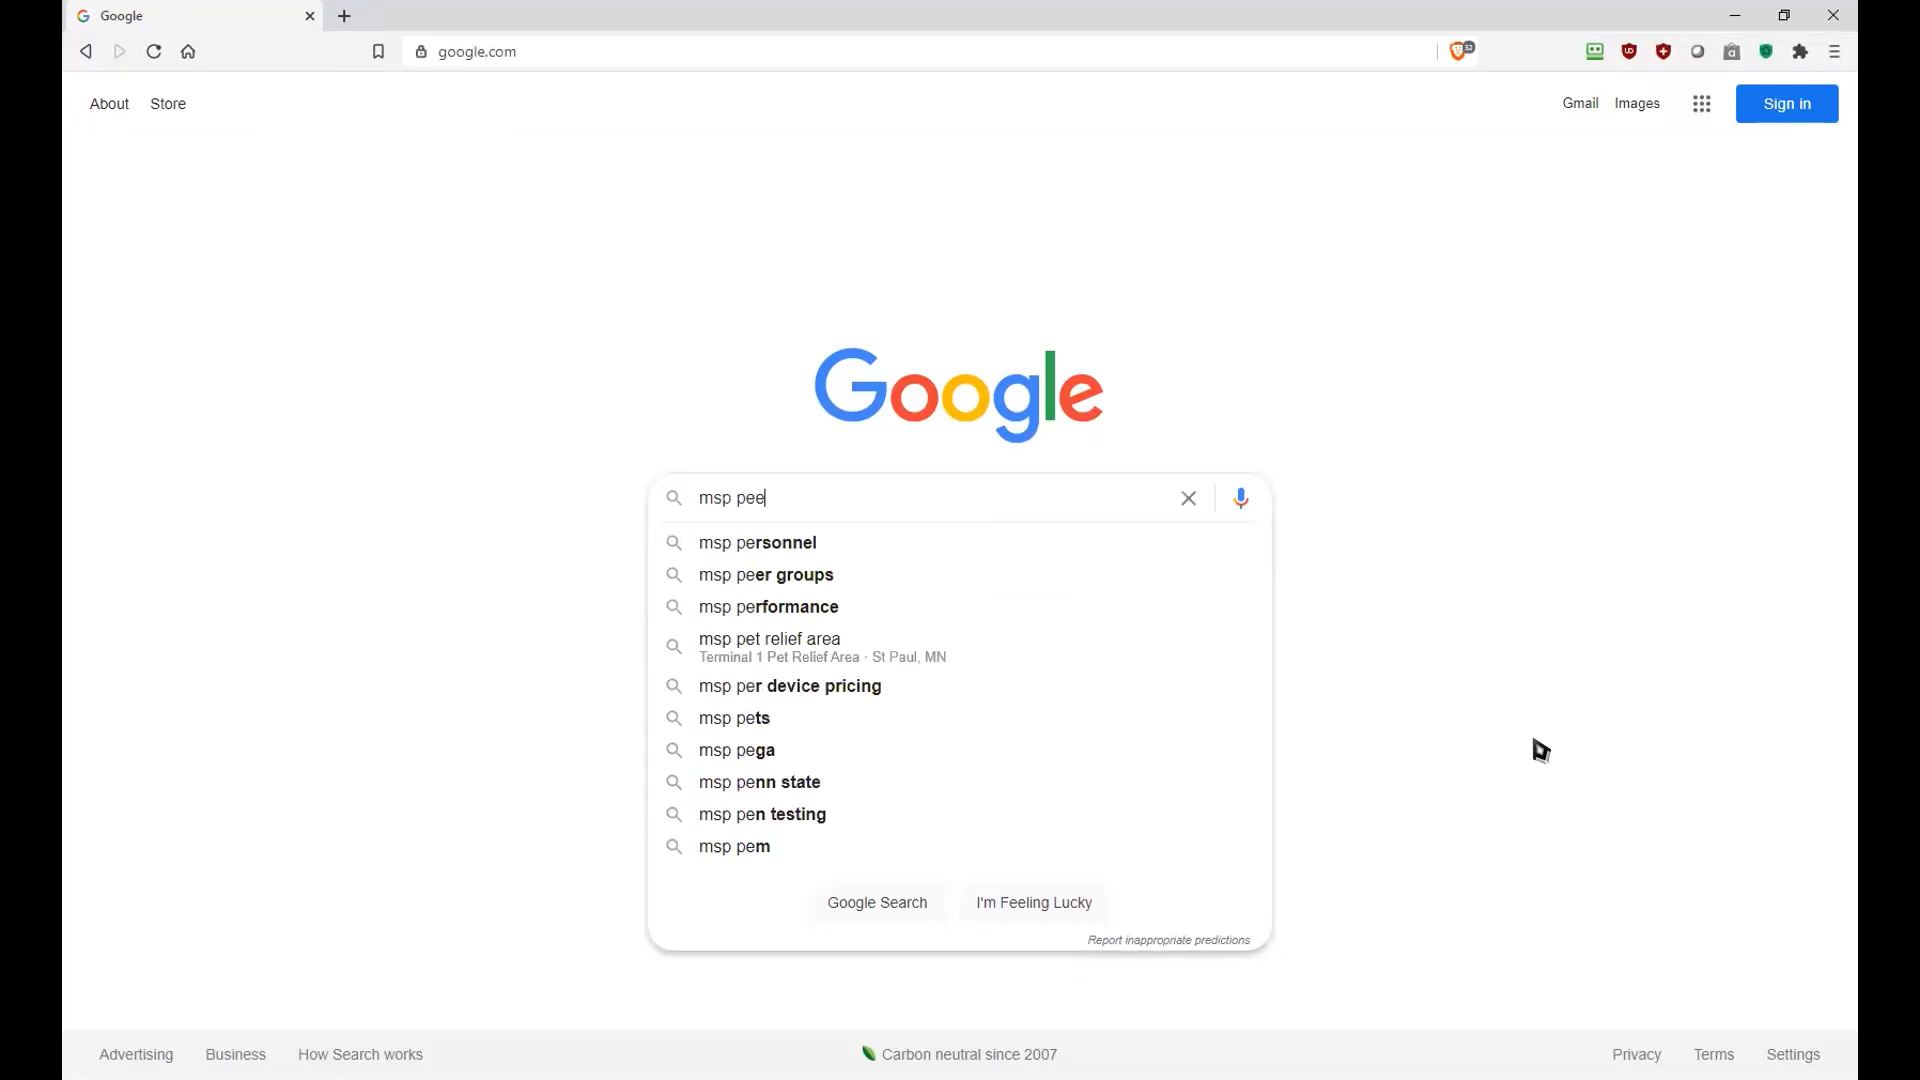 Google
google.com
32
About Store
Gmail Images Sign in
Google
msp pee
msp personnel
msp peer groups
msp performance
msp pet relief area
Terminal 1 Pet Relief Area · St Paul, MN
msp per device pricing
msp pets
msp pega
msp penn state
msp pen testing
msp pem
Google Search I'm Feeling Lucky
Report inappropriate predictions
Advertising Business How Search works
Carbon neutral since 2007
Privacy Terms Settings